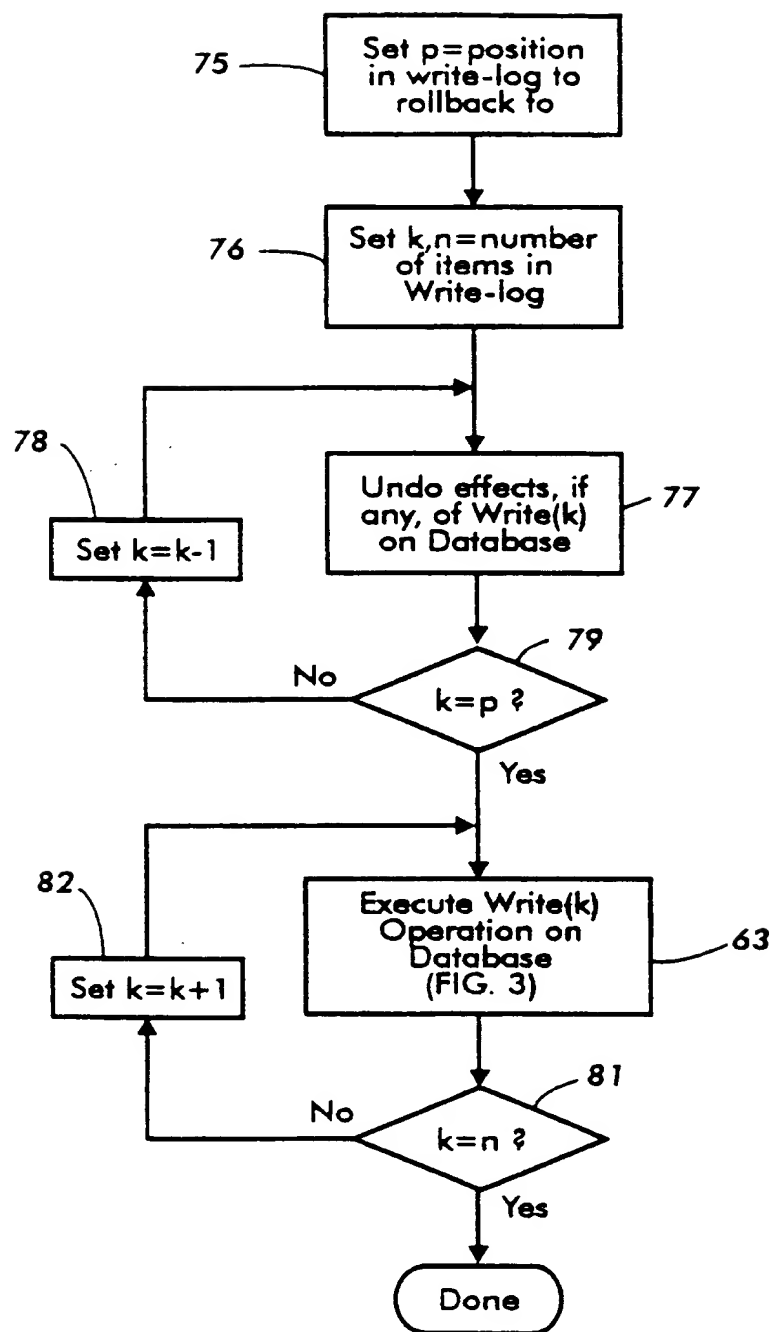 75
Set p=position
in write-log to
rollback to
76
Set k,n=number
of items in
Write-log
78
Undo effects, if
any, of Write(k)
on Database
77
Set k=k-1
79
No
k=p ?
Yes
82
Execute Write(k)
Operation on
Database
(FIG. 3)
63
Set k=k+1
81
No
k=n ?
Yes
Done